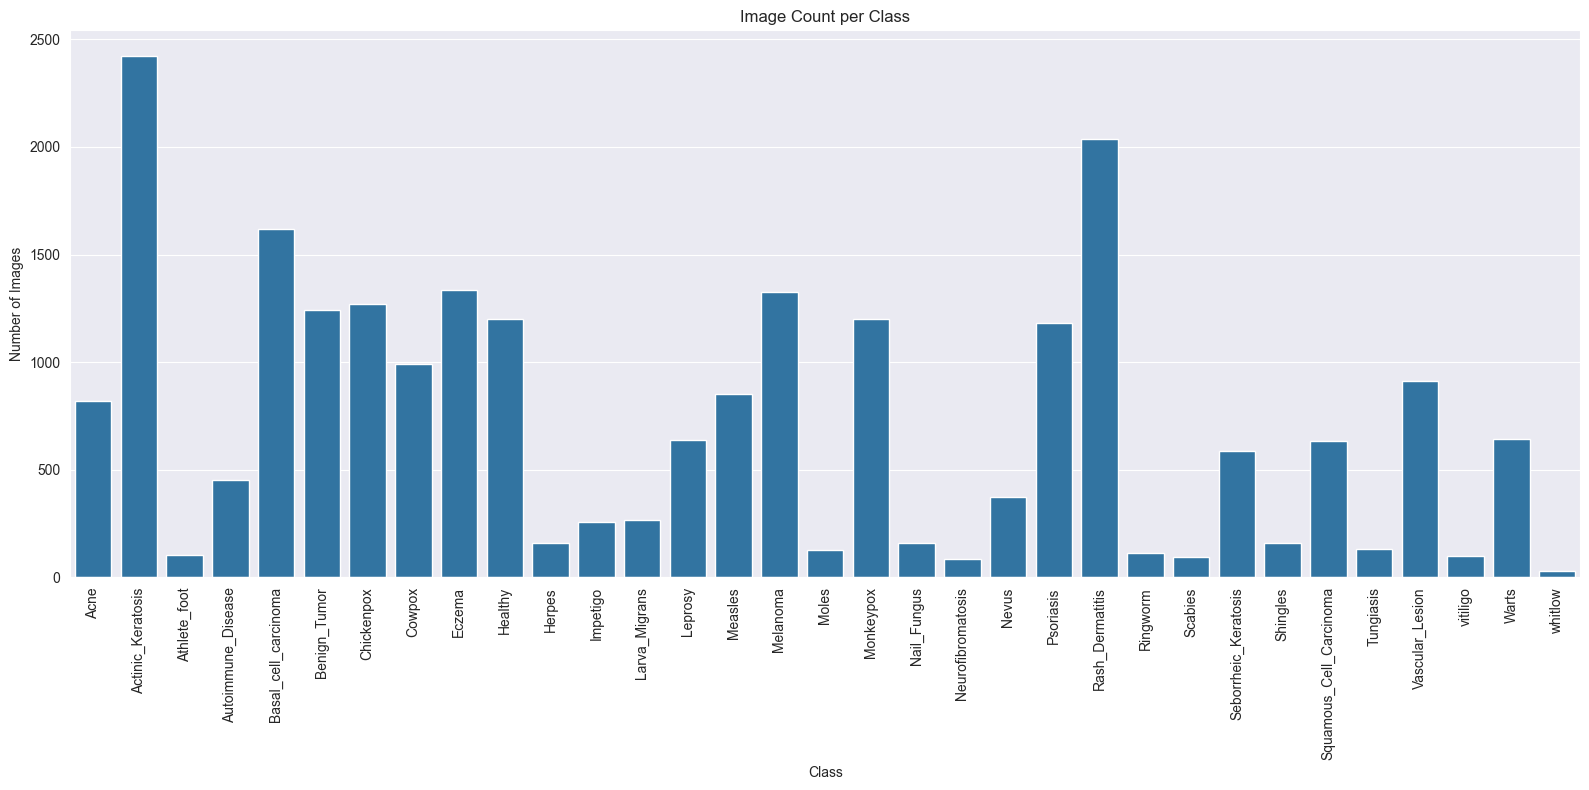 Image Count per Class
Number of Images
2500
2000
1500
1000
500
0
Acne
Actinic_Keratosis
Athlete_foot
Autoimmune_Disease
Basal_cell_carcinoma
Benign_Tumor
Chickenpox
Cowpox
Eczema
Healthy
Herpes
Impetigo
Larva_Migrans
Leprosy
Measles
Melanoma
Moles
Monkeypox
Nail_Fungus
Neurofibromatosis
Nevus
Psoriasis
Rash_Dermatitis
Ringworm
Scabies
Seborrheic_Keratosis
Shingles
Squamous_Cell_Carcinoma
Tungiasis
Vascular_Lesion
vitiligo
Warts
whitlow
Class